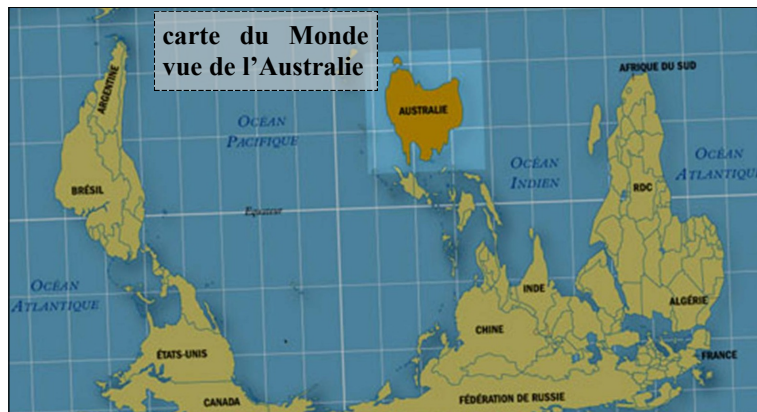 carte du Monde
vue de l’Australie
AFRIQUE DU SUD
ARGENTINE
AUSTRALIE
OCÉAN
PACIFIQUE
OCÉAN
INDIEN
OCÉAN
ATLANTIQUE
RDC
BRÉSIL
Equateur
OCÉAN
ATLANTIQUE
INDE
ALGÉRIE
CHINE
ÉTATS-UNIS
FRANCE
CANADA
FÉDÉRATION DE RUSSIE